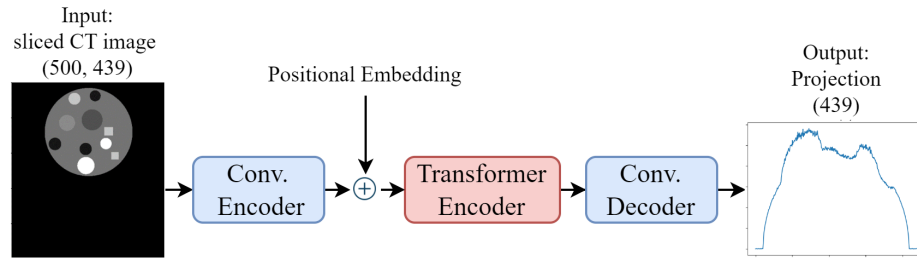 Input:
sliced CT image
(500, 439)
Positional Embedding
Conv.
Encoder
Transformer
Encoder
Conv.
Decoder
Output:
Projection
(439)